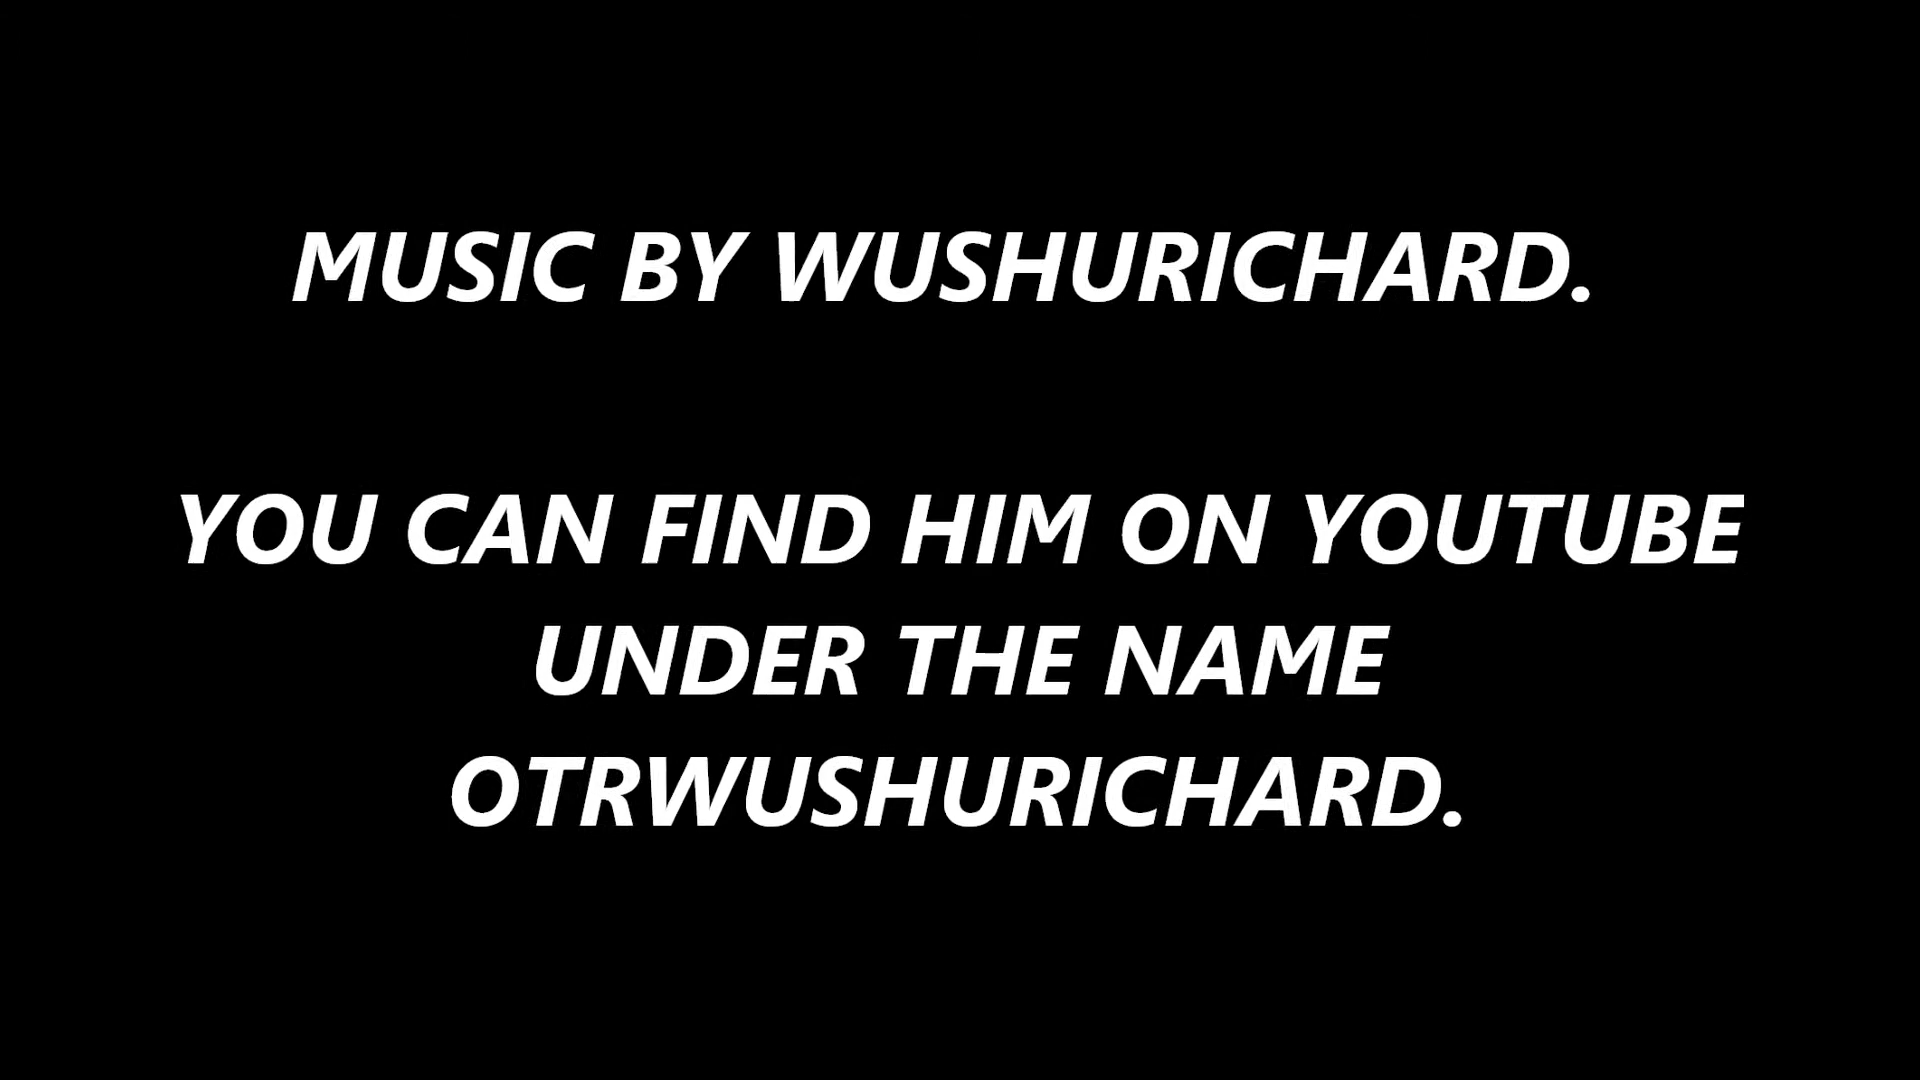 MUSIC BY WUSHURICHARD.
YOU CAN FIND HIM ON YOUTUBE
UNDER THE NAME
OTRWUSHURICHARD.